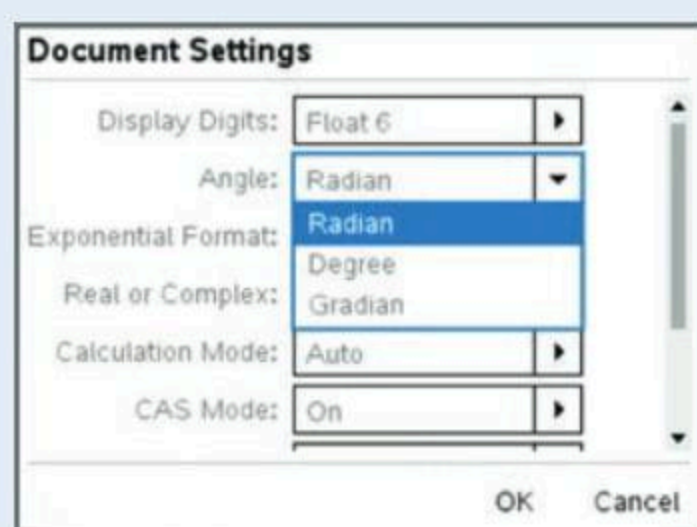 Document Settings
Display Digits: Float 6
Angle: Radian
Radian
Exponential Format:
Degree
Real or Complex:
Gradian
Calculation Mode: Auto
CAS Mode: On
OK Cancel